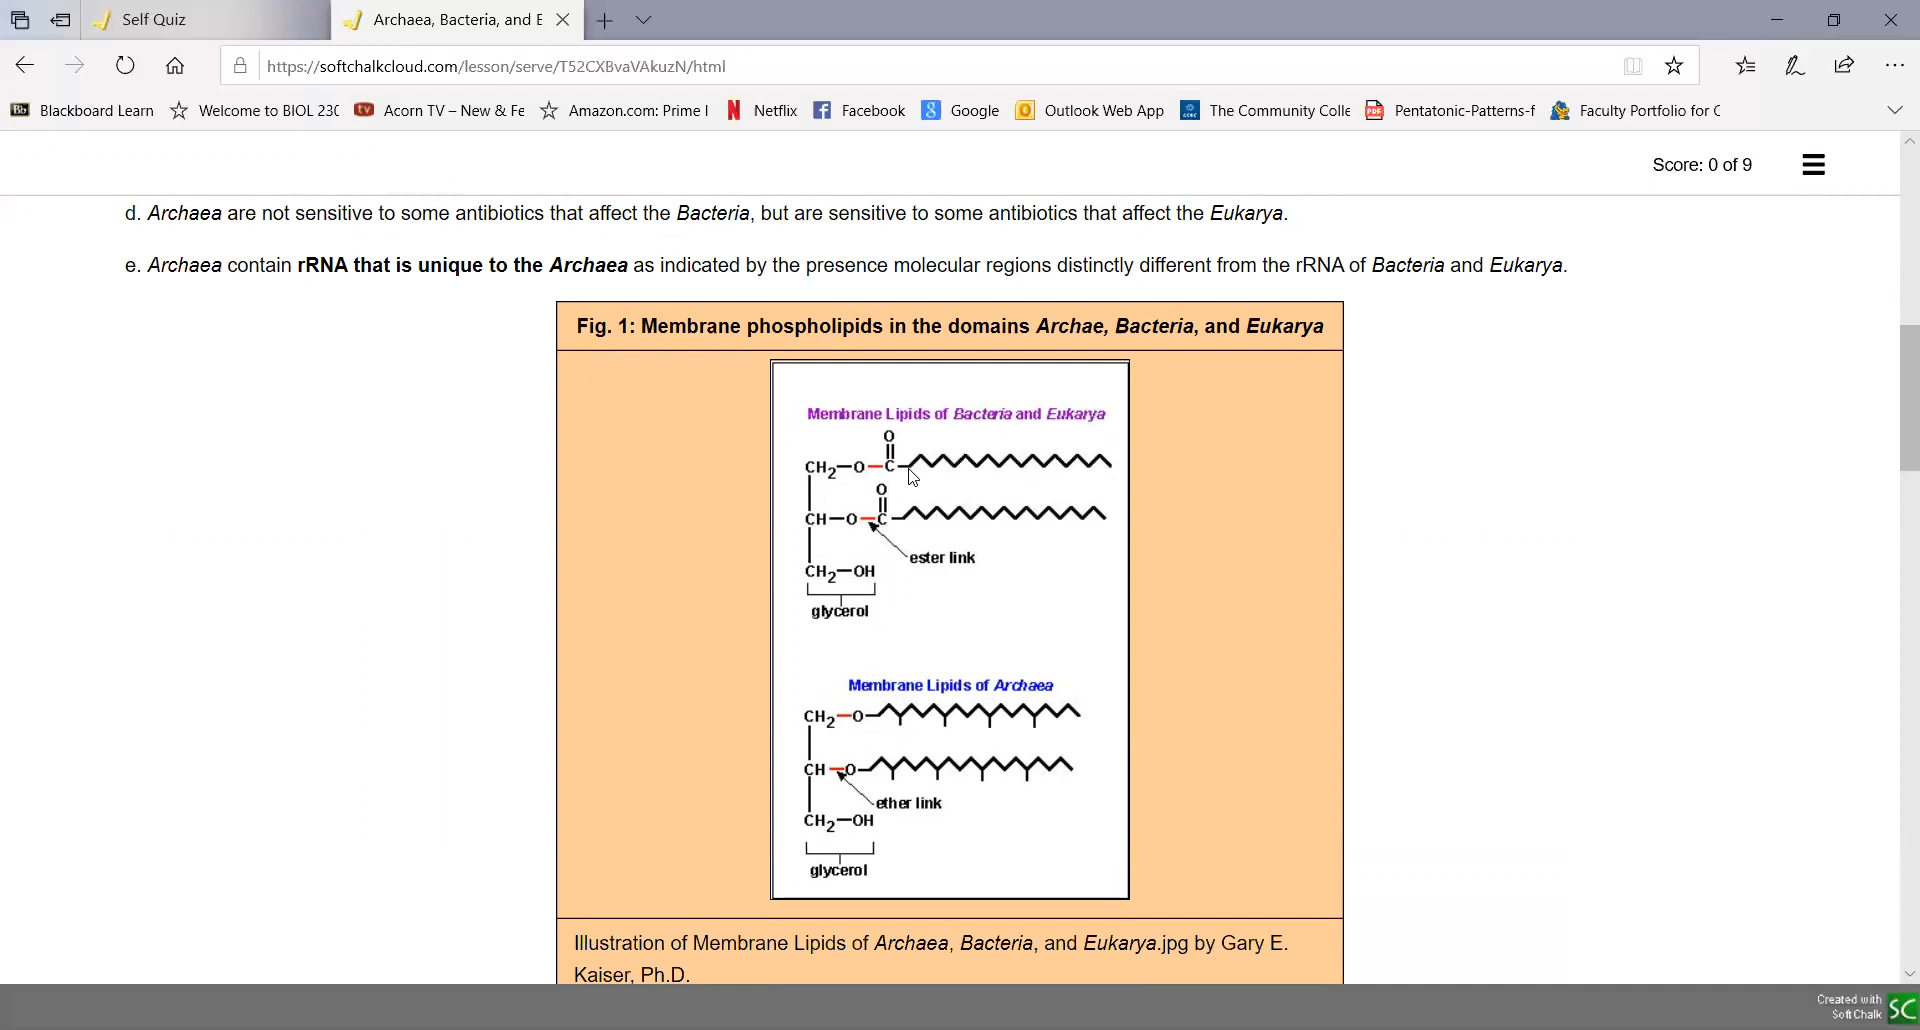 Self Quiz
Archaea, Bacteria, and E
https://softchalkcloud.com/lesson/serve/T52CXBvaVAkuzN/html
Bb Blackboard Learn Welcome to BIOL 230 tv Acorn TV – New & Fe Amazon.com: Prime I N Netflix f Facebook 8 Google O Outlook Web App CCBC The Community Colle PDF Pentatonic-Patterns-f Faculty Portfolio for C
Score: 0 of 9
d. Archaea are not sensitive to some antibiotics that affect the Bacteria, but are sensitive to some antibiotics that affect the Eukarya.
e. Archaea contain rRNA that is unique to the Archaea as indicated by the presence molecular regions distinctly different from the rRNA of Bacteria and Eukarya.
Fig. 1: Membrane phospholipids in the domains Archae, Bacteria, and Eukarya
Membrane Lipids of Bacteria and Eukarya
O
CH2—O—C
O
CH—O—C
ester link
CH2—OH
glycerol
Membrane Lipids of Archaea
CH2—O
CH—O
ether link
CH2—OH
glycerol
Illustration of Membrane Lipids of Archaea, Bacteria, and Eukarya.jpg by Gary E.
Kaiser, Ph.D.
Created with
SoftChalk SC